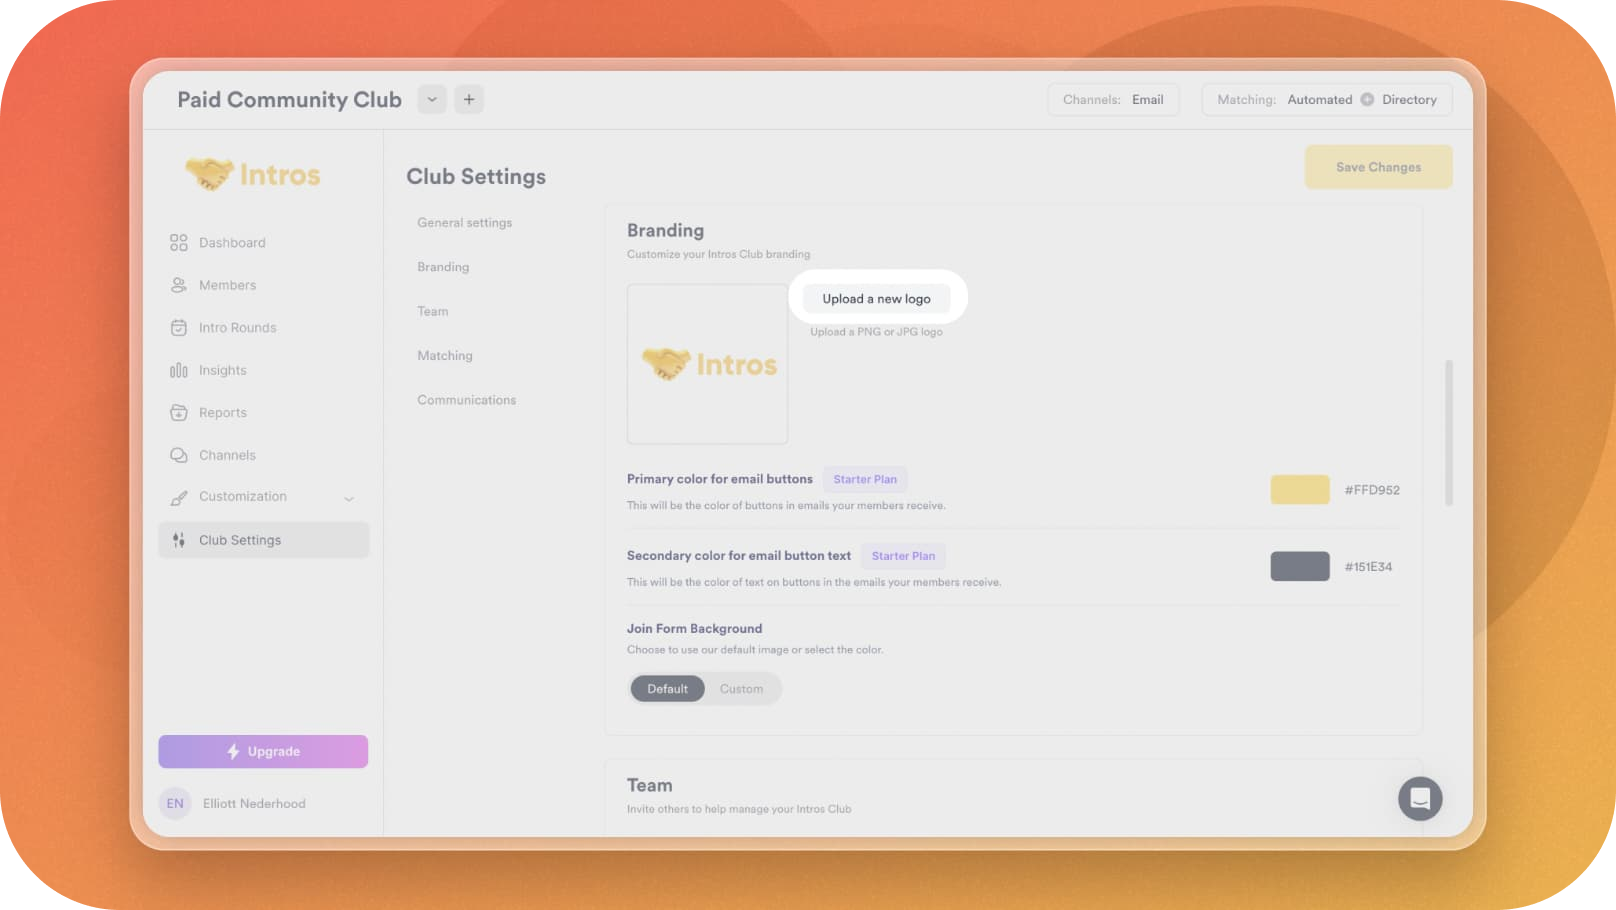 Paid Community Club
Channels: Email
Matching: Automated Directory
Intros
Dashboard
Members
Intro Rounds
Insights
Reports
Channels
Customization
Club Settings
Upgrade
EN Elliott Nederhood
Club Settings
Save Changes
General settings
Branding
Team
Matching
Communications
Branding
Customize your Intros Club branding
Intros
Upload a new logo
Upload a PNG or JPG logo
Primary color for email buttons Starter Plan
This will be the color of buttons in emails your members receive.
#FFD952
Secondary color for email button text Starter Plan
This will be the color of text on buttons in the emails your members receive.
#151E34
Join Form Background
Choose to use our default image or select the color.
Default Custom
Team
Invite others to help manage your Intros Club